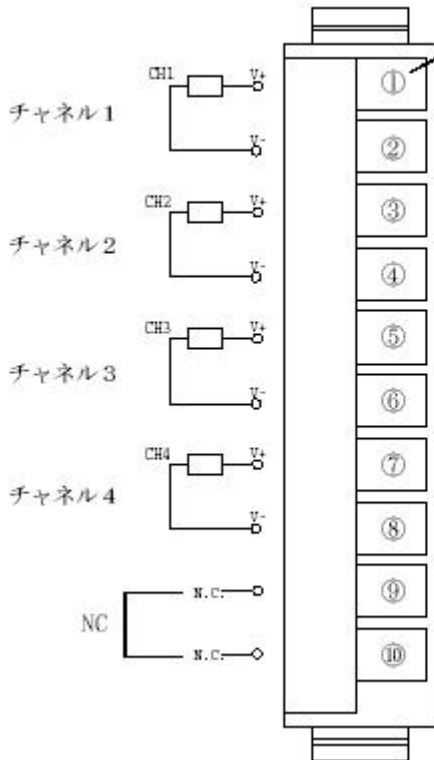 CH1 V+ ①
チャネル1
V- ②
CH2 V+ ③
チャネル2
V- ④
CH3 V+ ⑤
チャネル3
V- ⑥
CH4 V+ ⑦
チャネル4
V- ⑧
N.C. ⑨
NC
N.C. ⑩